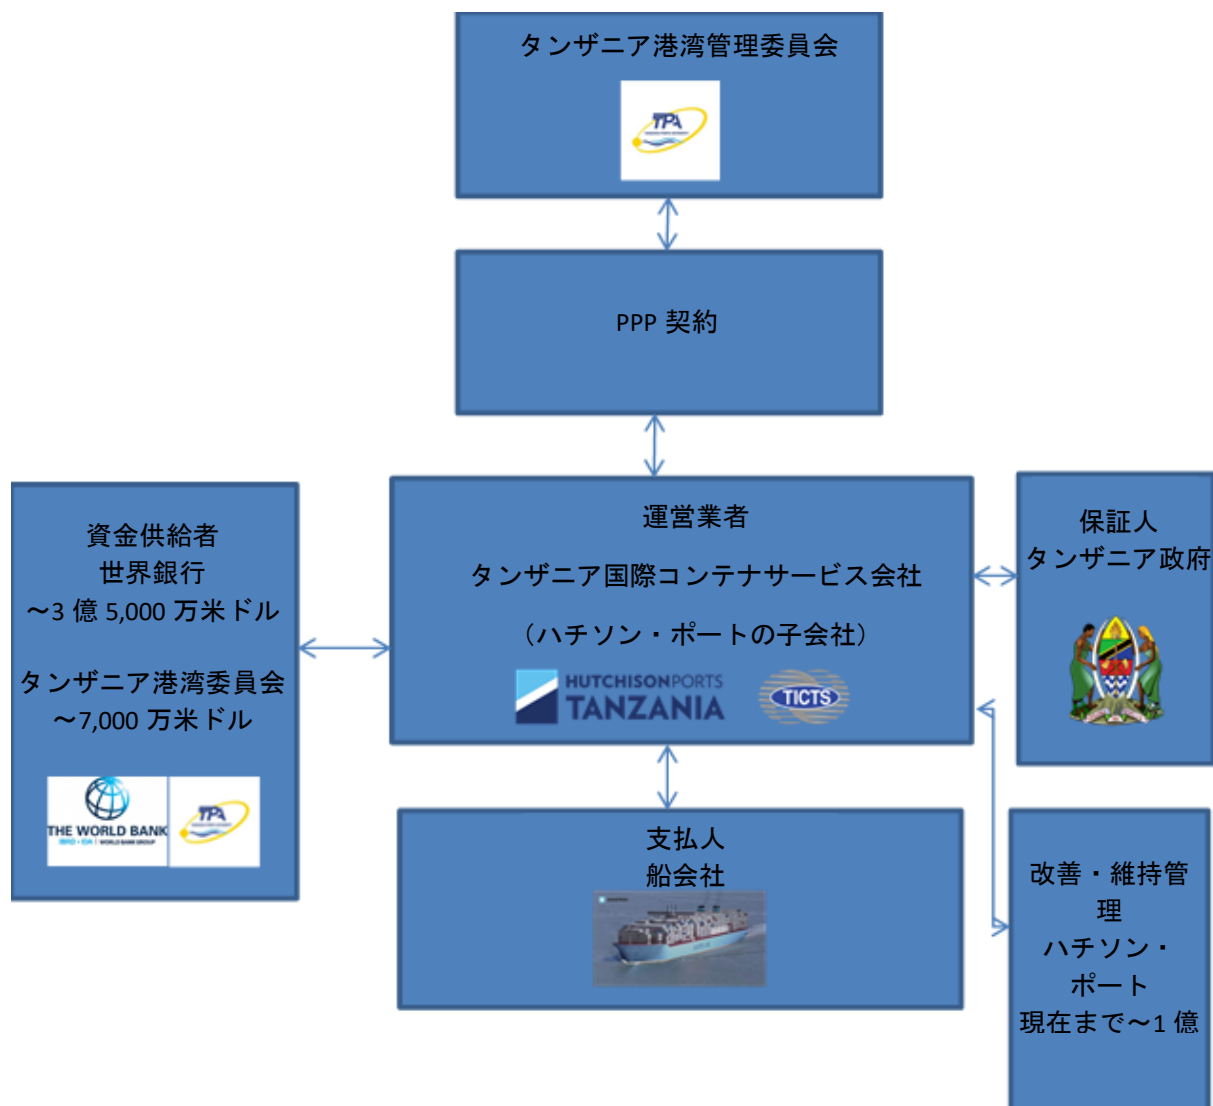 タンザニア港湾管理委員会
TPA
PPP 契約
資金供給者
世界銀行
～3 億 5,000 万米ドル
タンザニア港湾委員会
～7,000 万米ドル
THE WORLD BANK
IBRD • IDA | WORLD BANK GROUP
TPA
運営業者
タンザニア国際コンテナサービス会社
（ハチソン・ポートの子会社）
HUTCHISONPORTS
TANZANIA
TICTS
保証人
タンザニア政府
支払人
船会社
改善・維持管
理
ハチソン・
ポート
現在まで～1 億